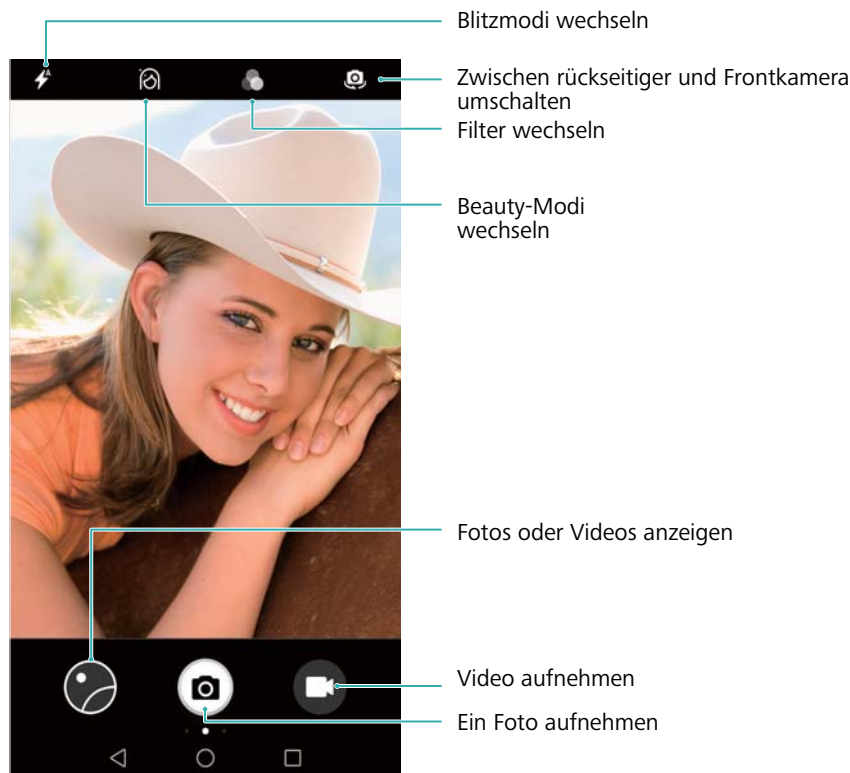 Blitzmodi wechseln
Zwischen rückseitiger und Frontkamera
umschalten
Filter wechseln
Beauty-Modi
wechseln
Fotos oder Videos anzeigen
Video aufnehmen
Ein Foto aufnehmen